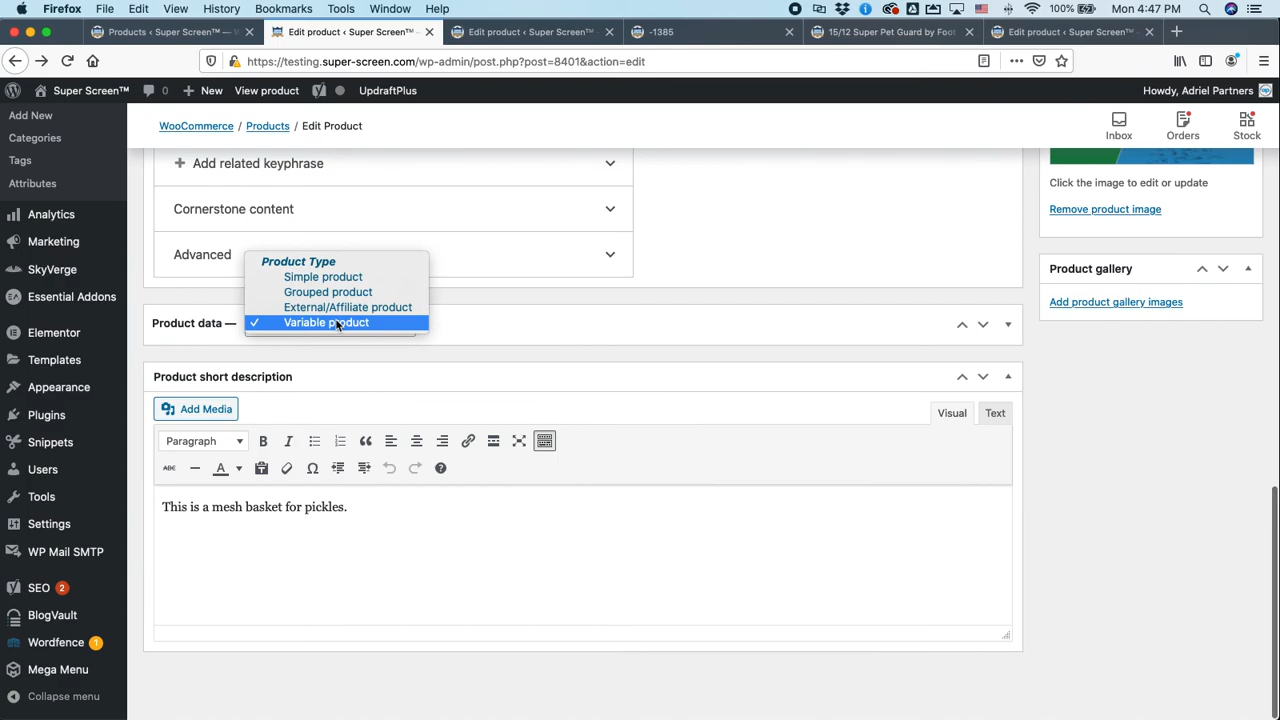 Firefox File Edit View History Bookmarks Tools Window Help 100% Mon 4:47 PM
Products ‹ Super Screen™ — W Edit product ‹ Super Screen™ Edit product ‹ Super Screen™ -1385 15/12 Super Pet Guard by Foot Edit product ‹ Super Screen™
https://testing.super-screen.com/wp-admin/post.php?post=8401&action=edit
Super Screen™ 0 New View product UpdraftPlus Howdy, Adriel Partners
Add New
Categories
Tags
Attributes
Analytics
Marketing
SkyVerge
Essential Addons
Elementor
Templates
Appearance
Plugins
Snippets
Users
Tools
Settings
WP Mail SMTP
SEO 2
BlogVault
Wordfence 1
Mega Menu
Collapse menu
WooCommerce / Products / Edit Product
Inbox Orders Stock
Add related keyphrase
Cornerstone content
Advanced
Product Type
Simple product
Grouped product
External/Affiliate product
Product data — ✓ Variable product
Product short description
Add Media
Visual Text
Paragraph B I
ABC A
This is a mesh basket for pickles.
Click the image to edit or update
Remove product image
Product gallery
Add product gallery images